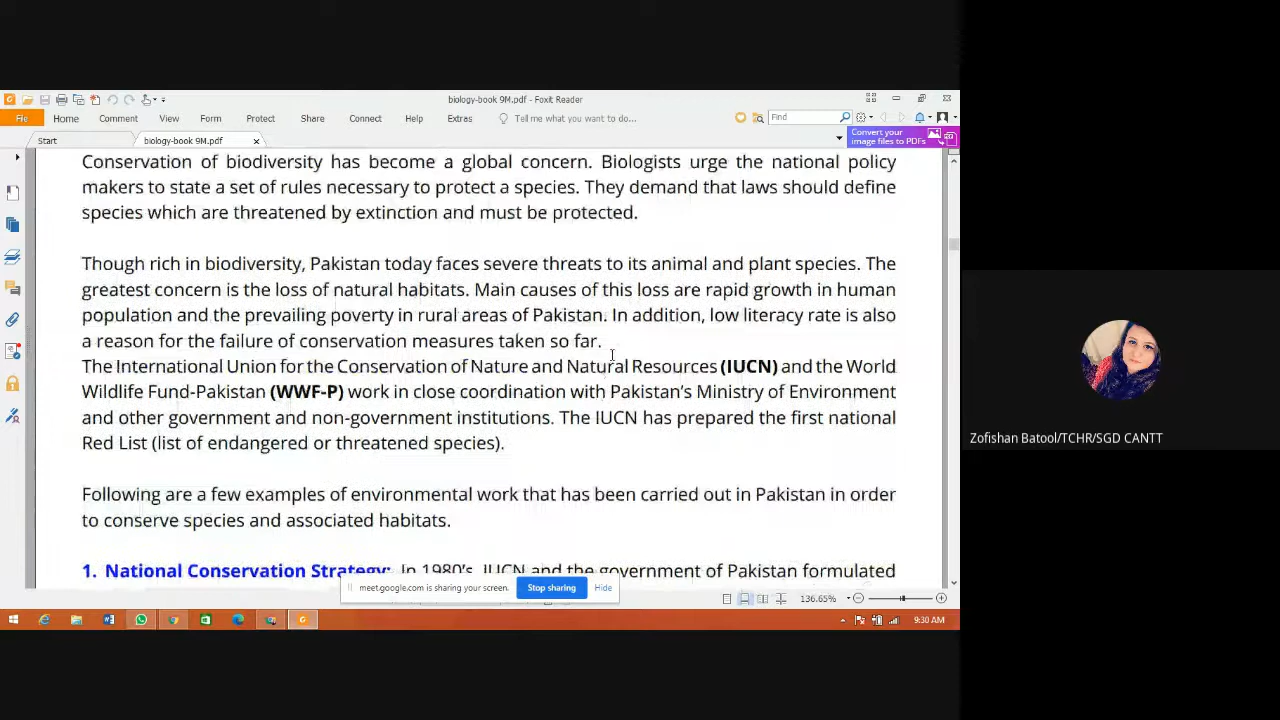 biology-book 9M.pdf - Foxit Reader
File Home Comment View Form Protect Share Connect Help Extras Tell me what you want to do... Find
Start biology-book 9M.pdf
Convert your
image files to PDFs
Conservation of biodiversity has become a global concern. Biologists urge the national policy
makers to state a set of rules necessary to protect a species. They demand that laws should define
species which are threatened by extinction and must be protected.
Though rich in biodiversity, Pakistan today faces severe threats to its animal and plant species. The
greatest concern is the loss of natural habitats. Main causes of this loss are rapid growth in human
population and the prevailing poverty in rural areas of Pakistan. In addition, low literacy rate is also
a reason for the failure of conservation measures taken so far.
The International Union for the Conservation of Nature and Natural Resources (IUCN) and the World
Wildlife Fund-Pakistan (WWF-P) work in close coordination with Pakistan's Ministry of Environment
and other government and non-government institutions. The IUCN has prepared the first national
Red List (list of endangered or threatened species).
Following are a few examples of environmental work that has been carried out in Pakistan in order
to conserve species and associated habitats.
1. National Conservation Strategy: In 1980's, IUCN and the government of Pakistan formulated
meet.google.com is sharing your screen. Stop sharing Hide
136.65%
9:30 AM
Zofishan Batool/TCHR/SGD CANTT